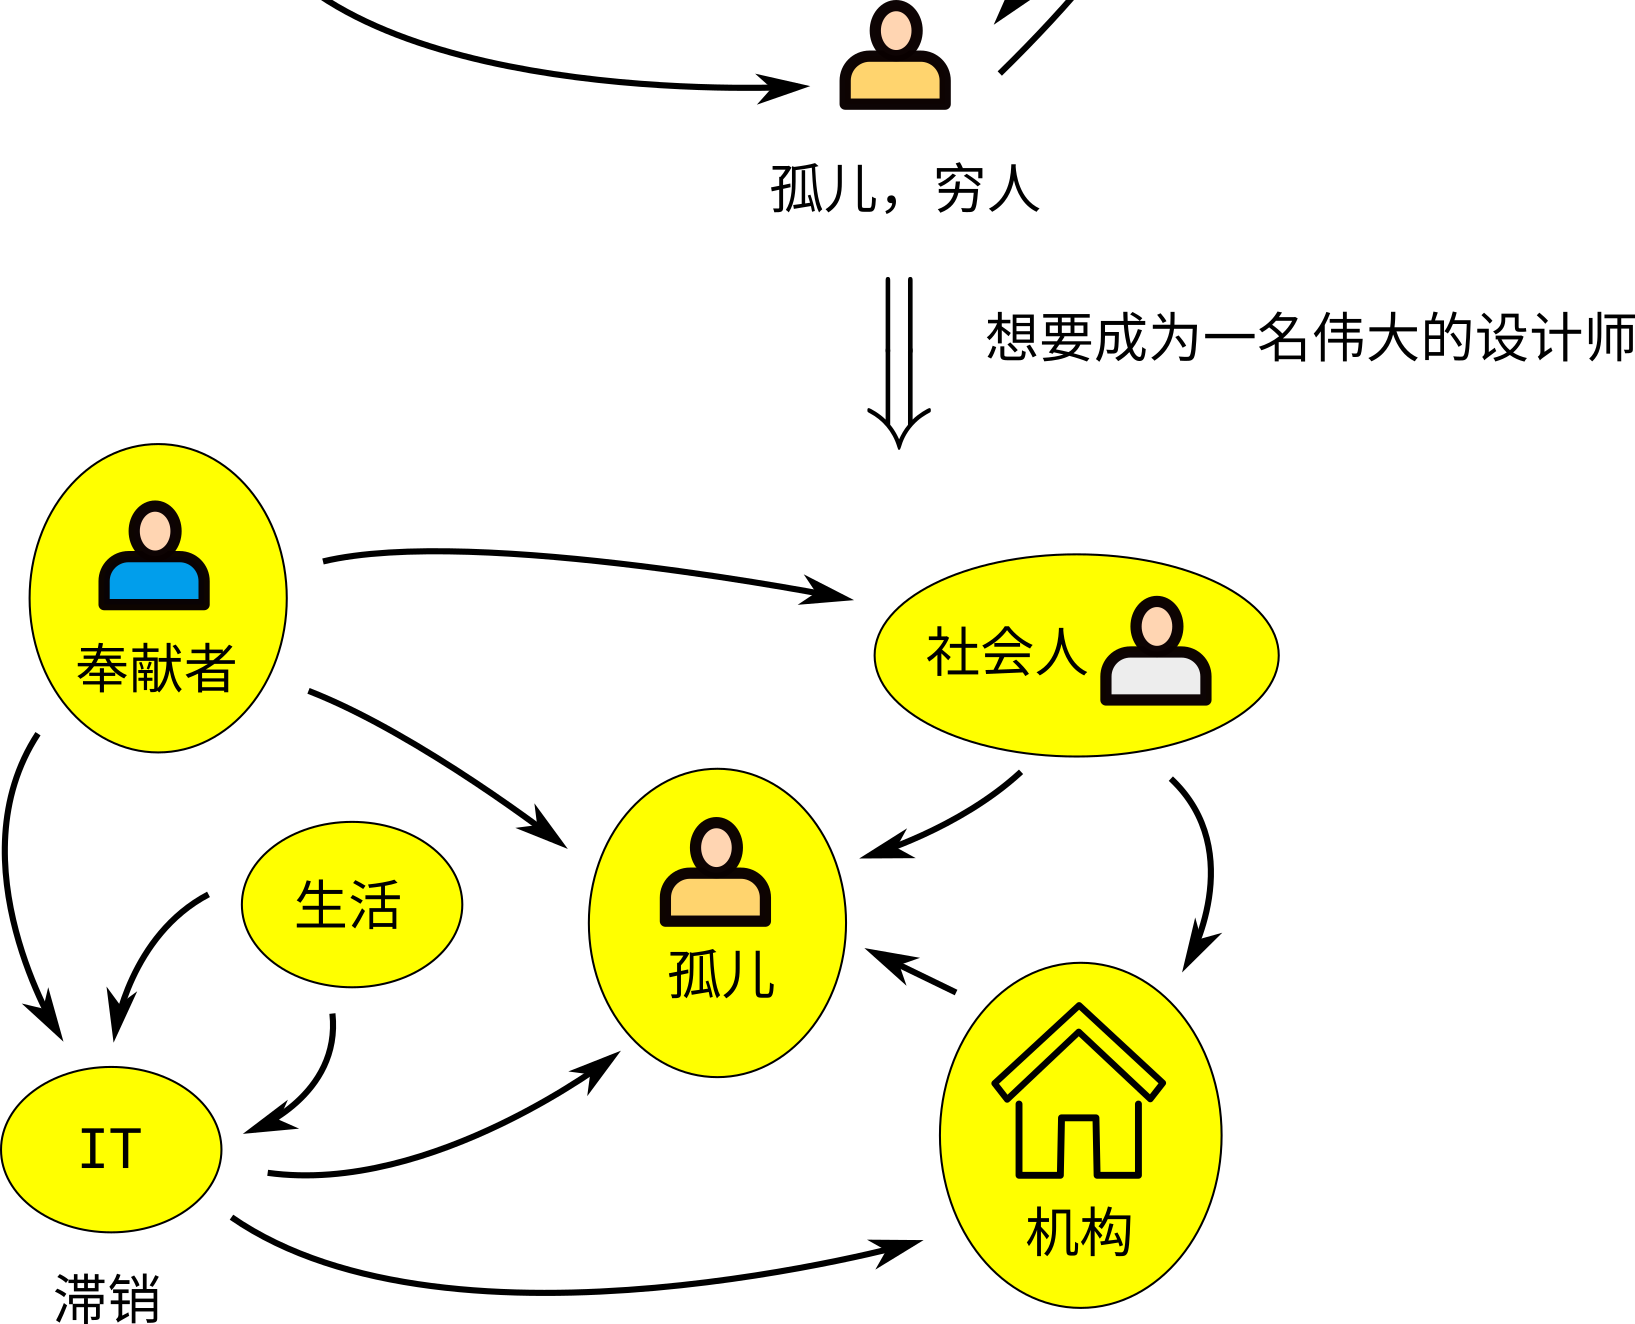 孤儿，穷人
想要成为一名伟大的设计师
奉献者
社会人
生活
孤儿
IT
机构
滞销